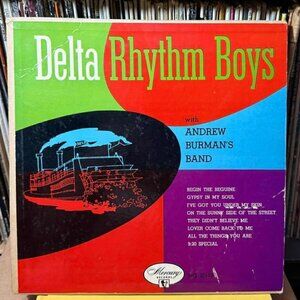 Delta Rhythm Boys
with
ANDREW
BURMAN'S
BAND
BEGIN THE BEGUINE
GYPSY IN MY SOUL
I'VE GOT YOU UNDER MY SKIN
ON THE SUNNY SIDE OF THE STREET
THEY DIDN'T BELIEVE ME
LOVER COME BACK TO ME
ALL THE THINGS YOU ARE
9:20 SPECIAL
Mercury
RECORDS